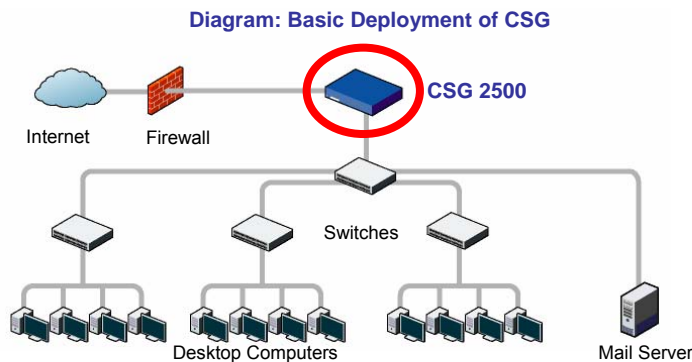 Diagram: Basic Deployment of CSG
CSG 2500
Internet
Firewall
Switches
Desktop Computers
Mail Server